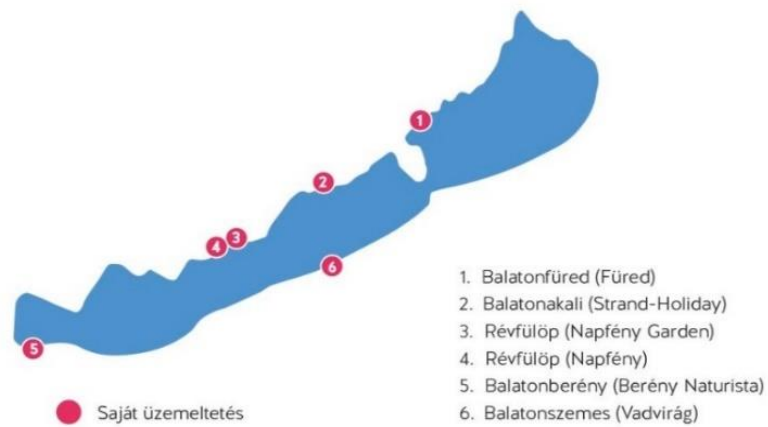 1
2
3
4
6
5
1. Balatonfüred (Füred)
2. Balatonakali (Strand-Holiday)
3. Révfülöp (Napfény Garden)
4. Révfülöp (Napfény)
5. Balatonberény (Berény Naturista)
6. Balatonszemes (Vadvirág)
Saját üzemeltetés